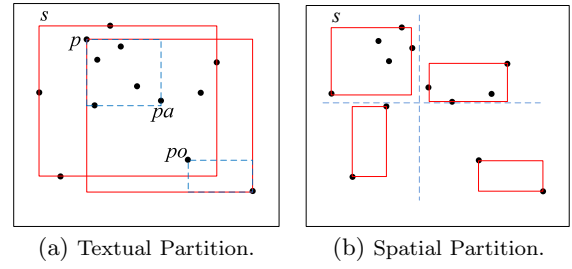 s
p
pa
po
(a) Textual Partition.
s
(b) Spatial Partition.